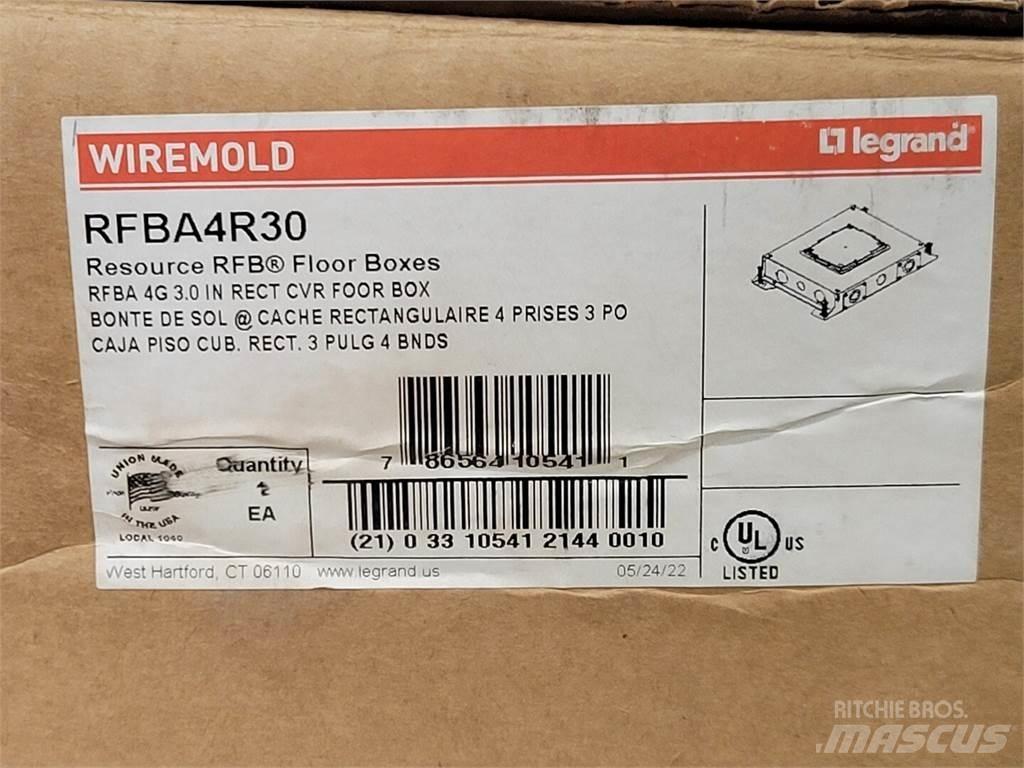 WIREMOLD
legrand
RFBA4R30
Resource RFB® Floor Boxes
RFBA 4G 3.0 IN RECT CVR FOOR BOX
BONTE DE SOL @ CACHE RECTANGULAIRE 4 PRISES 3 PO
CAJA PISO CUB. RECT. 3 PULG 4 BNDS
7 86564 10541 1
UNION MADE
IN THE USA
LOCAL 1040
Quantity
EA
(21) 0 33 10541 2144 0010
West Hartford, CT 06110 www.legrand.us 05/24/22
C UL US
LISTED
RITCHIE BROS.
MASCUS